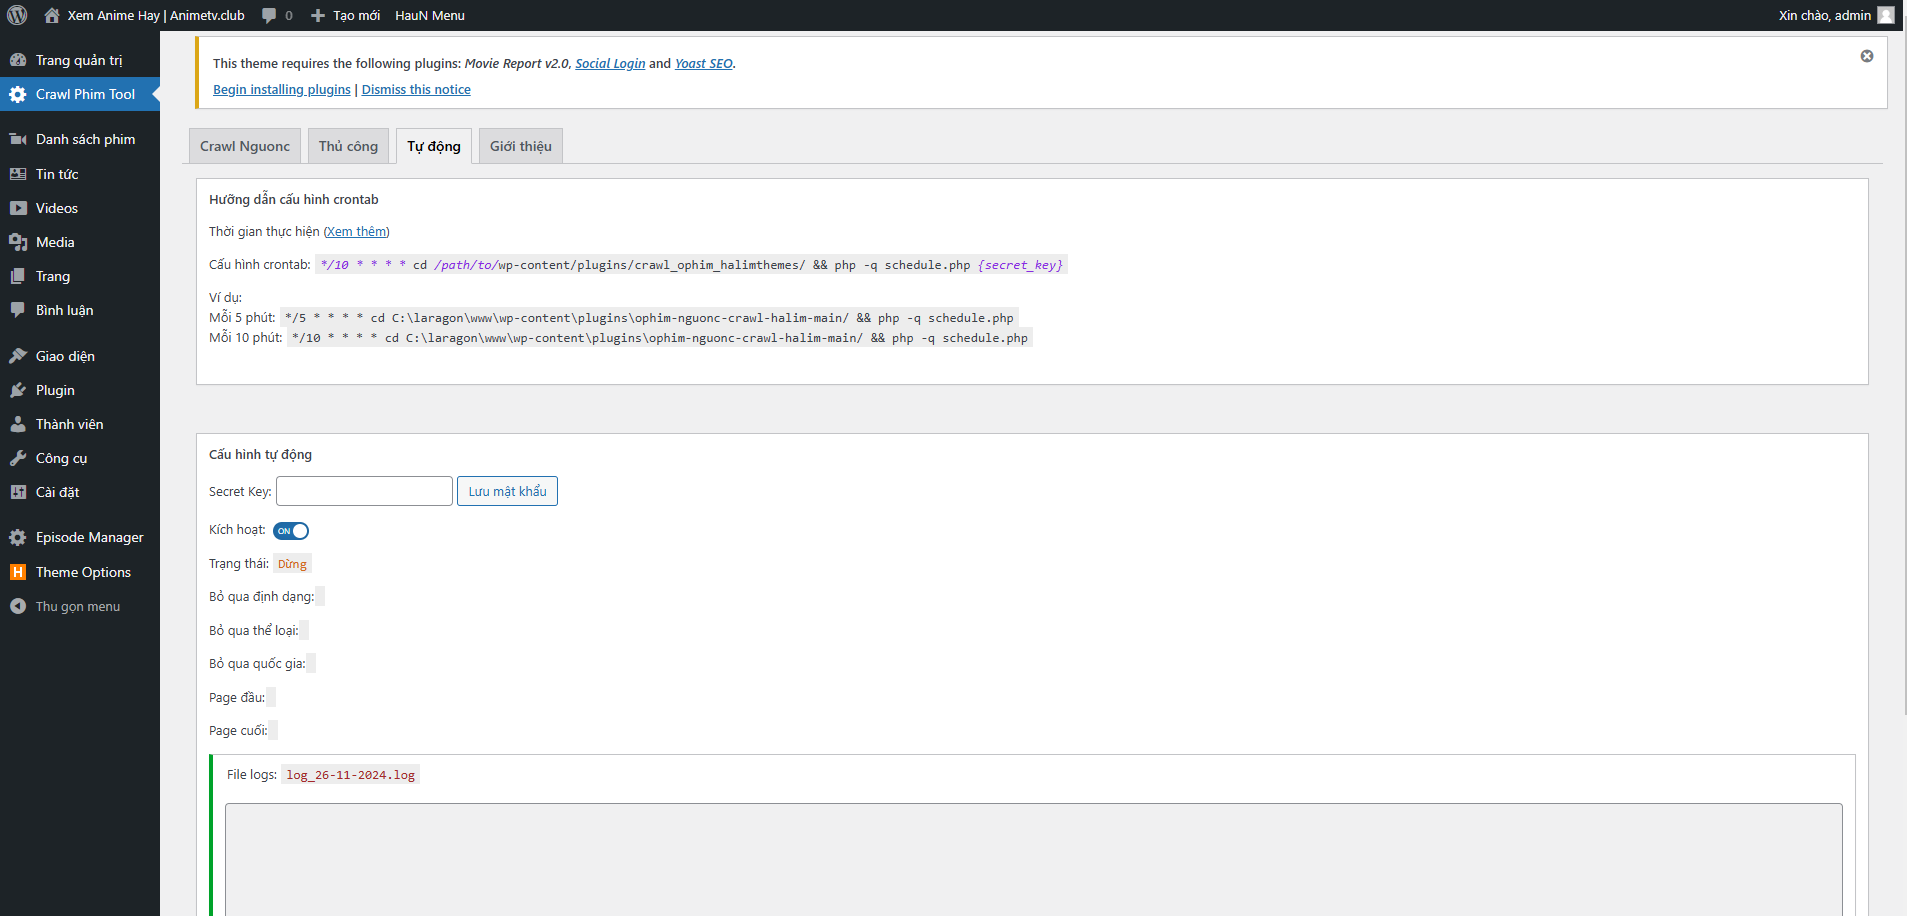 Xem Anime Hay | Animetv.club 0 Tạo mới HauN Menu Xin chào, admin
Trang quản trị
Crawl Phim Tool
Danh sách phim
Tin tức
Videos
Media
Trang
Bình luận
Giao diện
Plugin
Thành viên
Công cụ
Cài đặt
Episode Manager
H Theme Options
Thu gọn menu
This theme requires the following plugins: Movie Report v2.0, Social Login and Yoast SEO.
Begin installing plugins | Dismiss this notice
Crawl Nguonc Thủ công Tự động Giới thiệu
Hưỡng dẫn cấu hình crontab
Thời gian thực hiện (Xem thêm)
Cấu hình crontab: */10 * * * * cd /path/to/wp-content/plugins/crawl_ophim_halimthemes/ && php -q schedule.php {secret_key}
Ví dụ:
Mỗi 5 phút: */5 * * * * cd C:\laragon\www\wp-content\plugins\ophim-nguonc-crawl-halim-main/ && php -q schedule.php
Mỗi 10 phút: */10 * * * * cd C:\laragon\www\wp-content\plugins\ophim-nguonc-crawl-halim-main/ && php -q schedule.php
Cấu hình tự động
Secret Key: Lưu mật khẩu
Kích hoạt: ON
Trạng thái: Dừng
Bỏ qua định dạng:
Bỏ qua thể loại:
Bỏ qua quốc gia:
Page đầu:
Page cuối:
File logs: log_26-11-2024.log